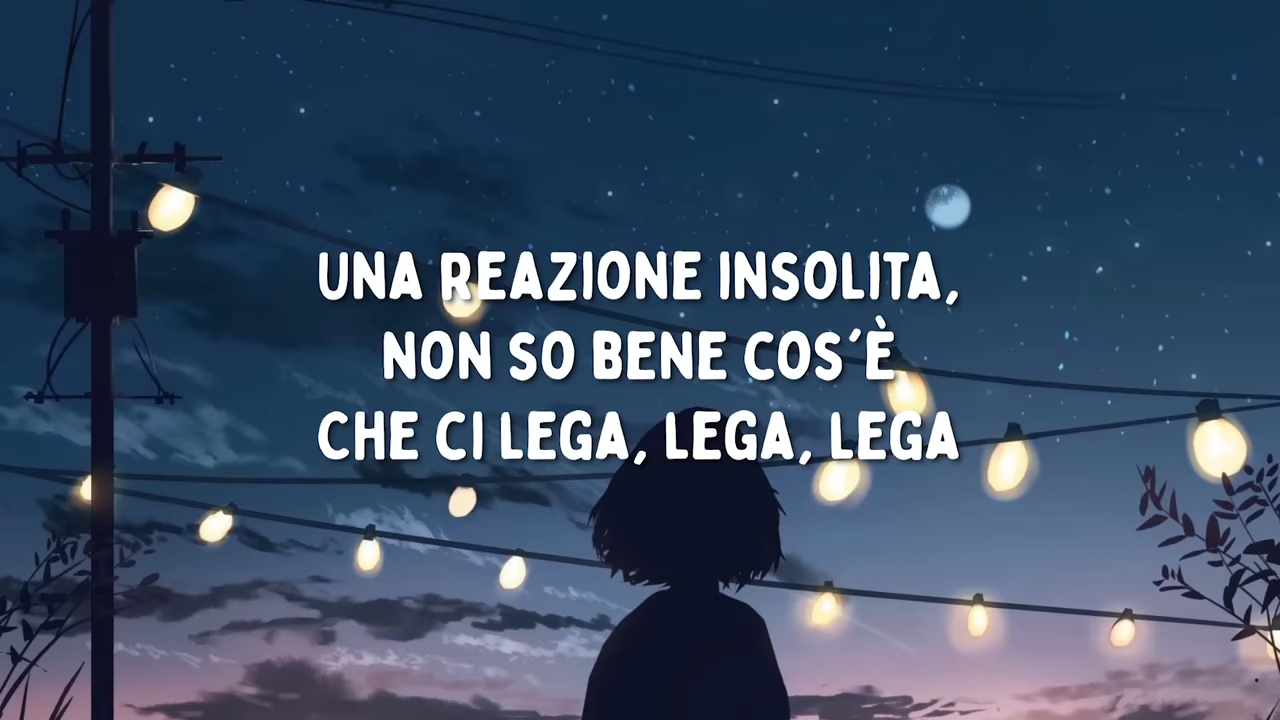 UNA REAZIONE INSOLITA,
NON SO BENE COS'È
CHE CI LEGA, LEGA, LEGA